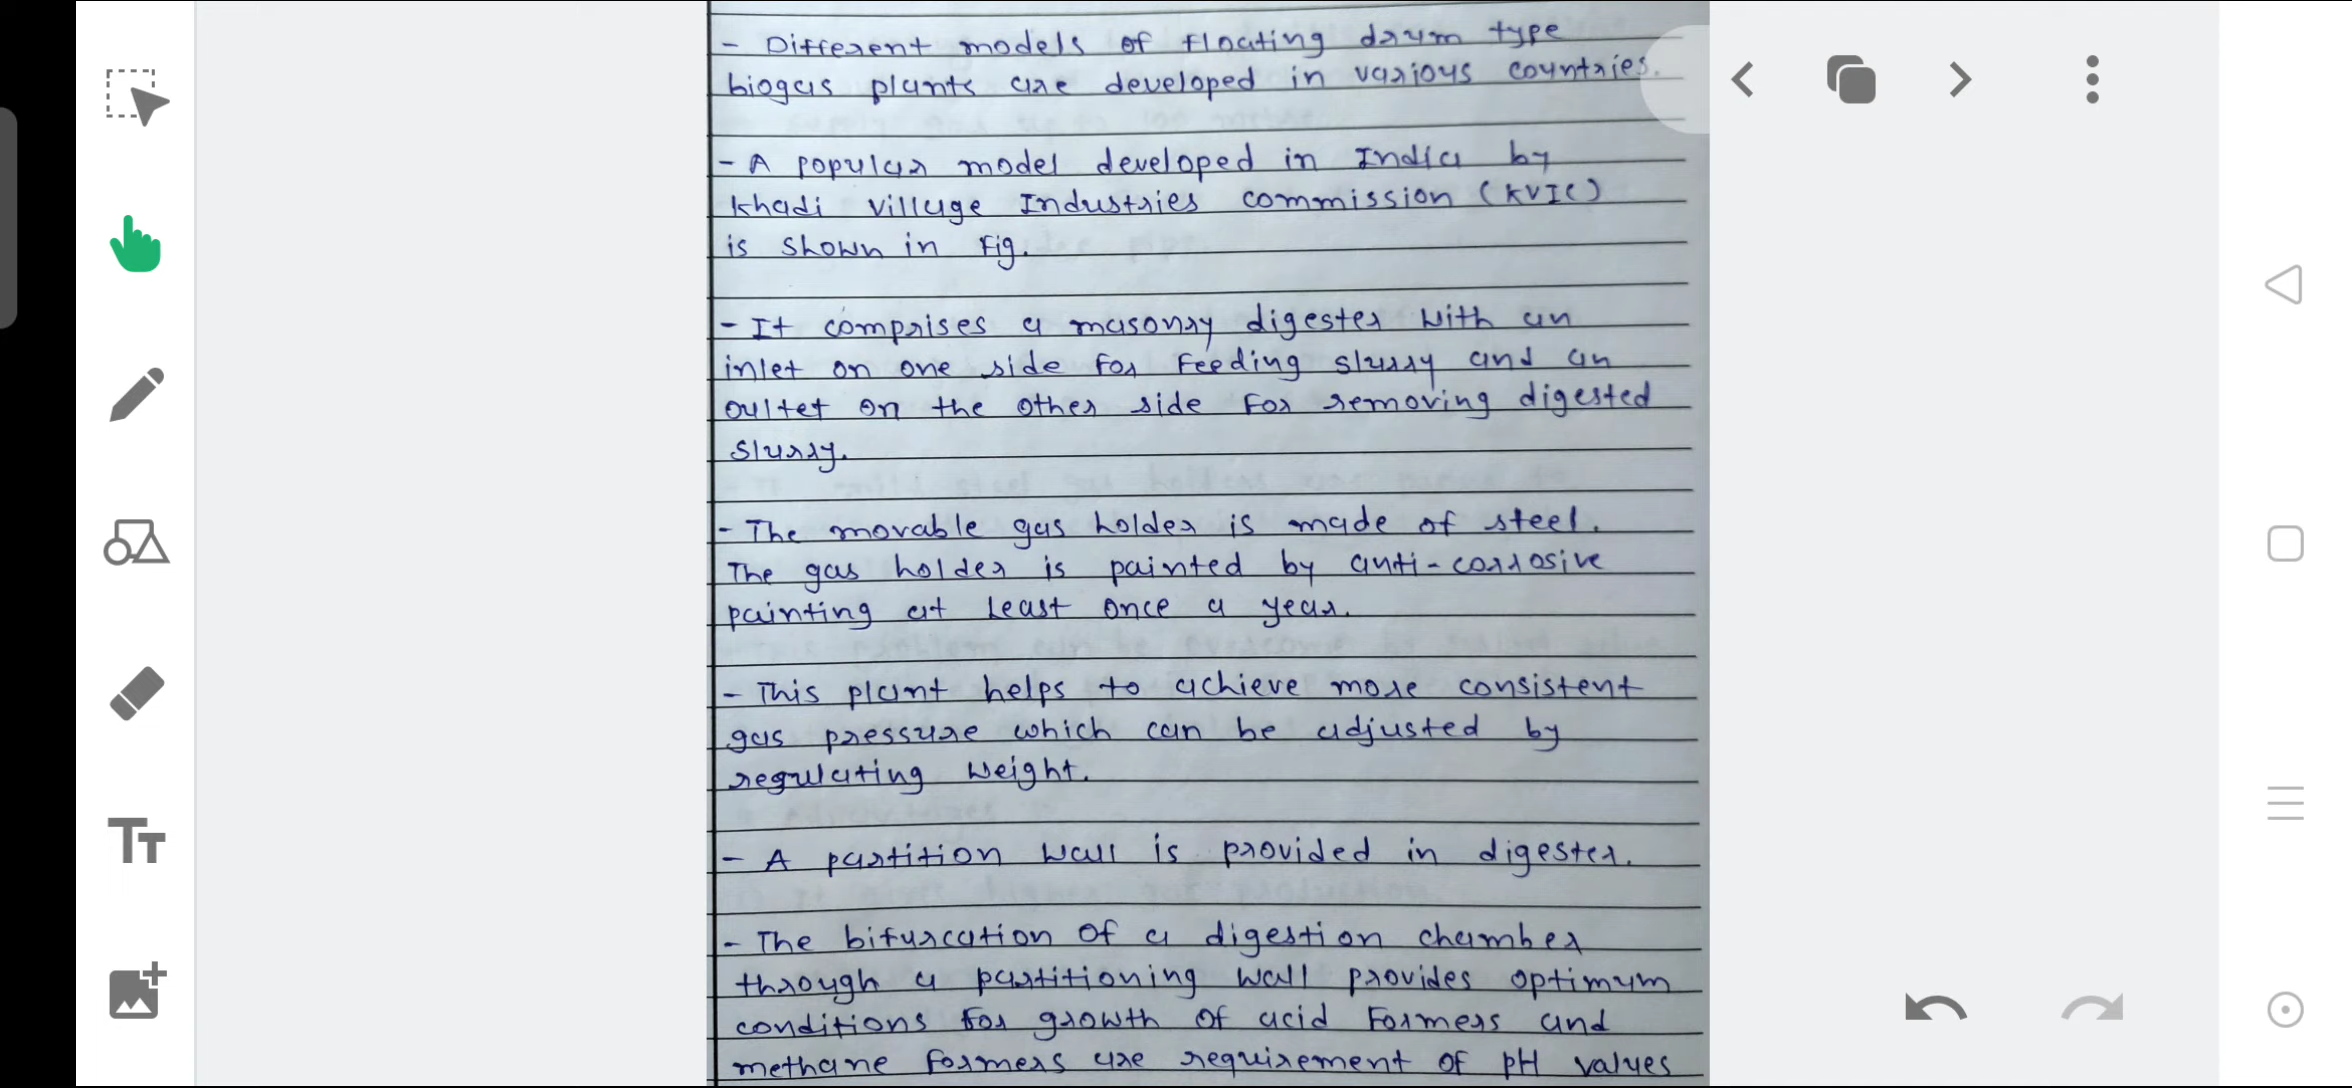 - Different models of floating drum type
biogas plants are developed in various countries.
- A popular model developed in India by
khadi village Industries commission (KVIC)
is shown in Fig.
- It comprises a masonry digester with an
inlet on one side for feeding slurry and an
oultet on the other side for removing digested
slurry.
- The movable gas holder is made of steel.
The gas holder is painted by anti-corrosive
painting at least once a year.
- This plant helps to achieve more consistent
gas pressure which can be adjusted by
regulating weight.
- A partition wall is provided in digester.
- The bifurcation of a digestion chamber
through a partitioning wall provides optimum
conditions for growth of acid formers and
methane formers are requirement of pH values
TT